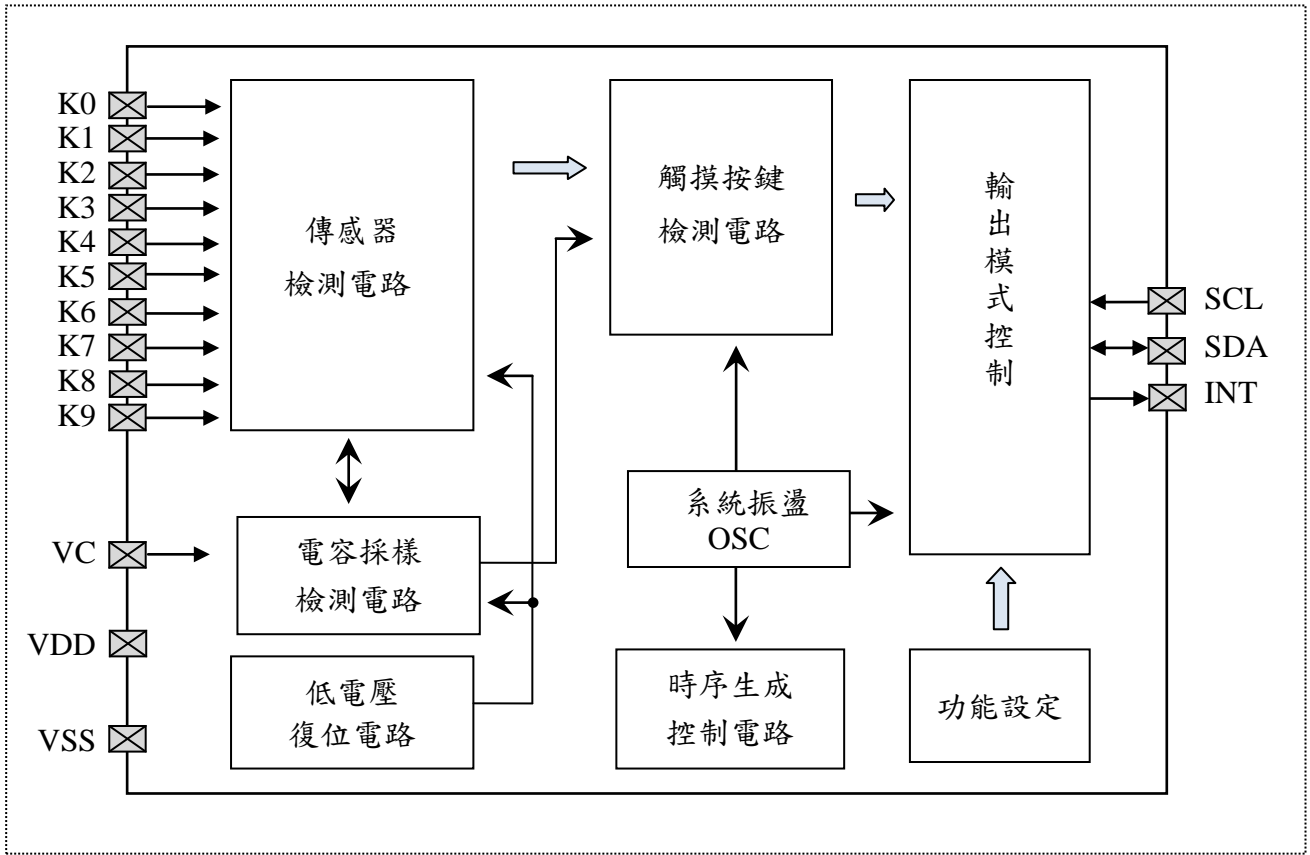 K0
K1
K2
K3
K4
K5
K6
K7
K8
K9
VC
VDD
VSS
傳感器
檢測電路
電容採樣
檢測電路
低電壓
復位電路
觸摸按鍵
檢測電路
系統振盪
OSC
時序生成
控制電路
輸
出
模
式
控
制
功能設定
SCL
SDA
INT